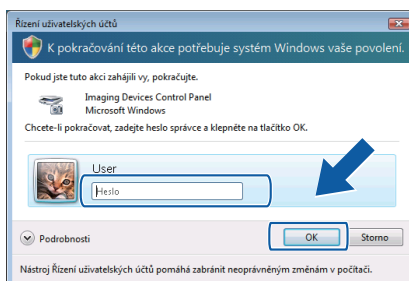 Řízení uživatelských účtů
K pokračování této akce potřebuje systém Windows vaše povolení.
Pokud jste tuto akci zahájili vy, pokračujte.
Imaging Devices Control Panel
Microsoft Windows
Chcete-li pokračovat, zadejte heslo správce a klepněte na tlačítko OK.
User
Heslo
Podrobnosti
OK
Storno
Nástroj Řízení uživatelských účtů pomáhá zabránit neoprávněným změnám v počítači.